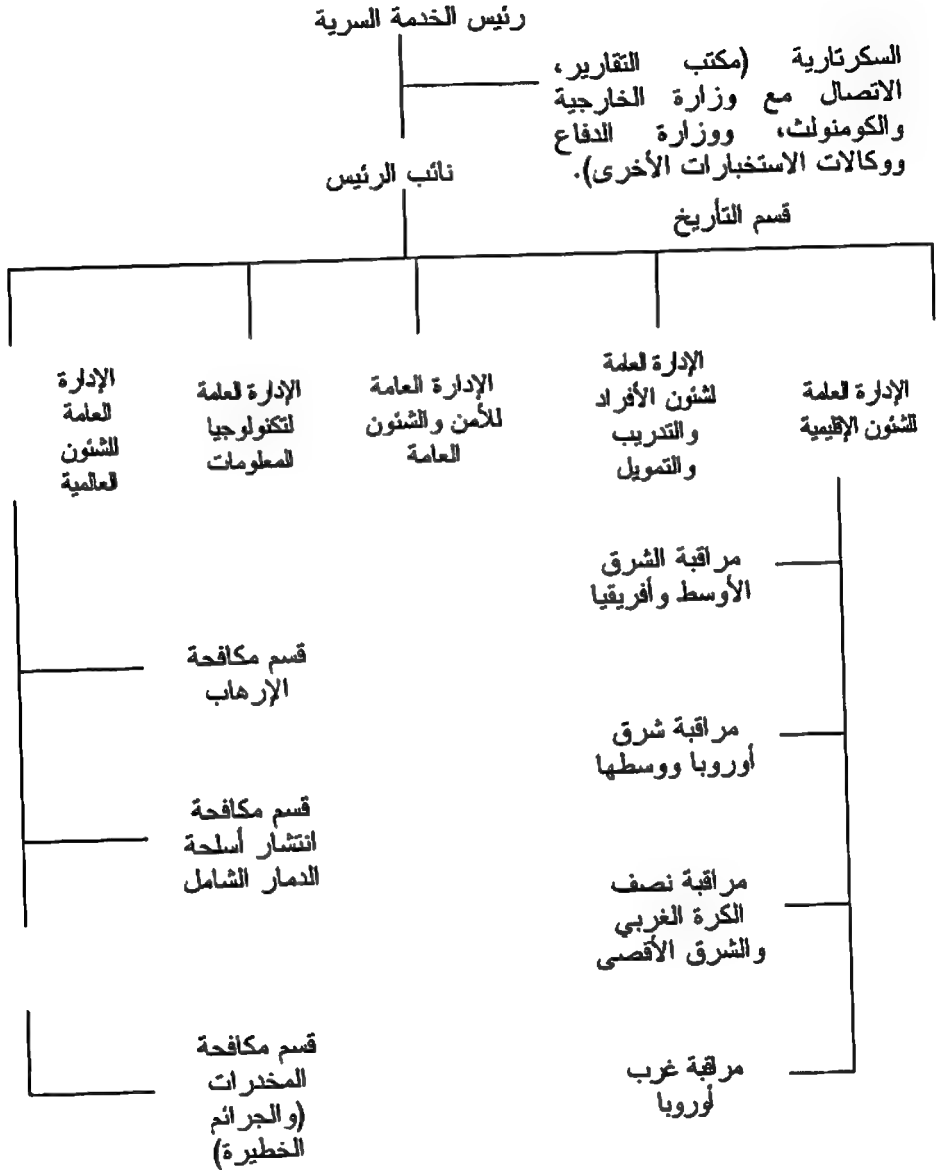 رئيس الخدمة السرية
السكرتارية (مكتب التقارير،
الاتصال مع وزارة الخارجية
والكومنولث، ووزارة الدفاع
ووكالات الاستخبارات الأخرى).
نائب الرئيس
قسم التأريخ
الإدارة العامة
للشئون الإقليمية
الإدارة العامة
لشئون الأفراد
والتدريب
والتمويل
الإدارة العامة
للأمن والشئون
العامة
الإدارة العامة
لتكنولوجيا
المعلومات
الإدارة
العامة
للشئون
العالمية
مراقبة الشرق
الأوسط وأفريقيا
مراقبة شرق
أوروبا ووسطها
مراقبة نصف
الكرة الغربي
والشرق الأقصى
مراقبة غرب
أوروبا
قسم مكافحة
الإرهاب
قسم مكافحة
انتشار أسلحة
الدمار الشامل
قسم مكافحة
المخدرات
(والجرائم
الخطيرة)